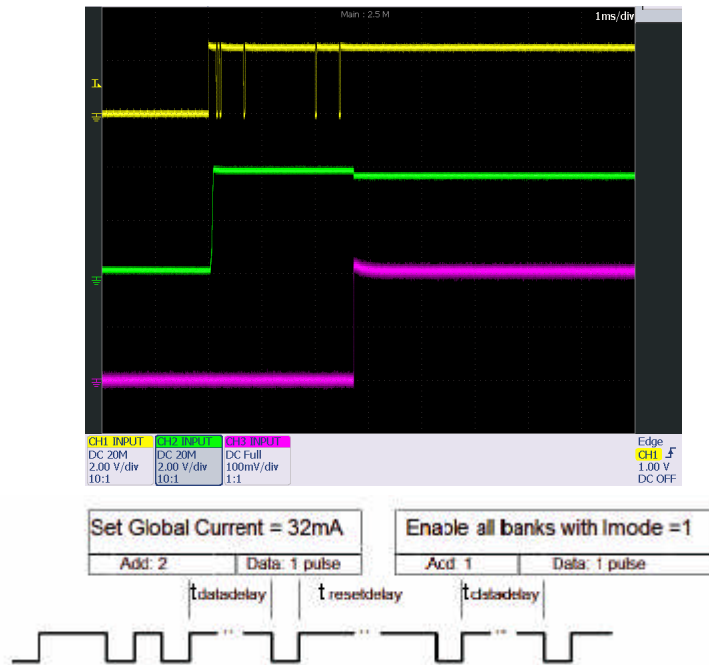 Main : 2.5 M
1ms/div
CH1 INPUT
DC 20M
2.00 V/div
10:1
CH2 INPUT
DC 20M
2.00 V/div
10:1
CH3 INPUT
DC Full
100mV/div
1:1
Edge
CH1
1.00 V
DC OFF
Set Global Current = 32mA
Add: 2
Data: 1 pulse
Enable all banks with Imode =1
Add: 1
Data: 1 pulse
t datadelay
t resetdelay
t datadelay